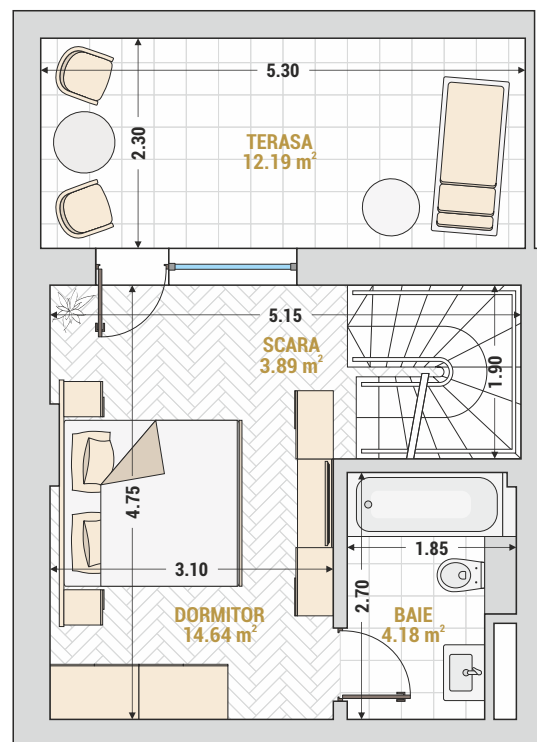 5.30
2.30
TERASA
12.19 m²
5.15
SCARA
3.89 m²
1.90
4.75
3.10
1.85
2.70
DORMITOR
14.64 m²
BAIE
4.18 m²